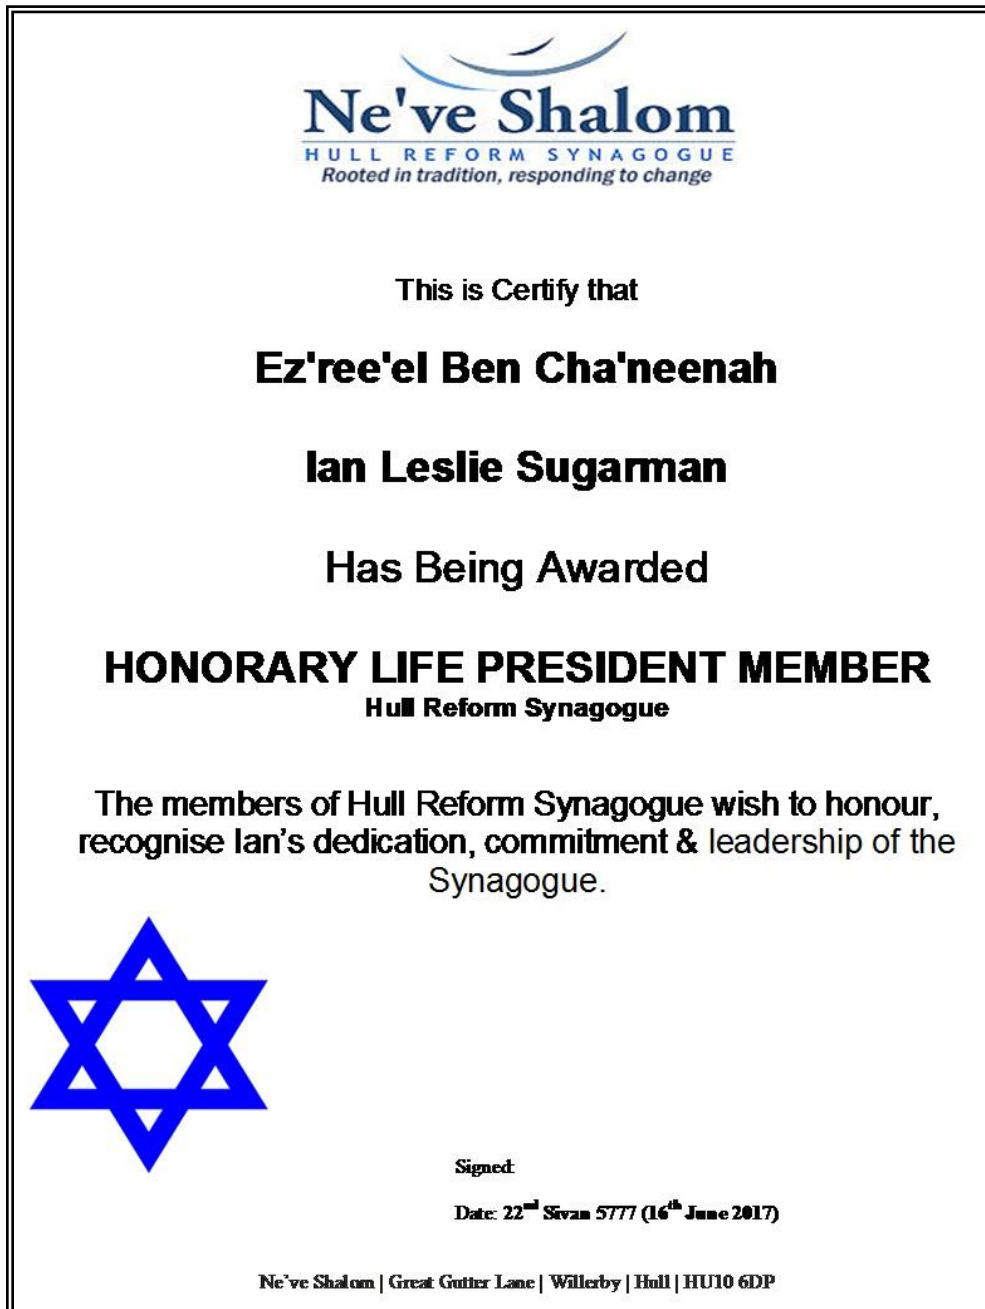 Ne've Shalom
HULL REFORM SYNAGOGUE
Rooted in tradition, responding to change
This is Certify that
Ez'ree'el Ben Cha'neenah
Ian Leslie Sugarman
Has Being Awarded
HONORARY LIFE PRESIDENT MEMBER
Hull Reform Synagogue
The members of Hull Reform Synagogue wish to honour,
recognise Ian’s dedication, commitment & leadership of the
Synagogue.
Signed:
Date: 22nd Sivan 5777 (16th June 2017)
Ne’ve Shalom | Great Gutter Lane | Willerby | Hull | HU10 6DP